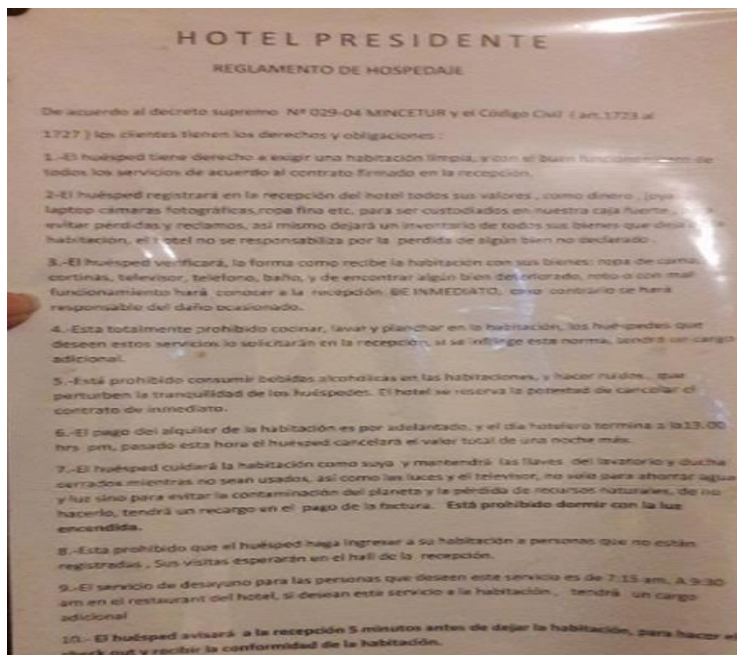 HOTEL PRESIDENTE
REGLAMENTO DE HOSPEDAJE
De acuerdo al decreto supremo Nº 029-04 MINCETUR y el Código Civil ( art.1723 al
1727 ) los clientes tienen los derechos y obligaciones :
1.-El huésped tiene derecho a exigir una habitación limpia, y con el buen funcionamiento de
todos los servicios de acuerdo al contrato firmado en la recepción.
2-El huésped registrará en la recepción del hotel todos sus valores , como dinero , joya
laptop cámaras fotográficas,ropa fina etc, para ser custodiados en nuestra caja fuerte ,
evitar pérdidas y reclamos, así mismo dejará un inventario de todos sus bienes que
habitación, el hotel no se responsabiliza por la perdida de algún bien no declarado .
3.-El huésped verificará, la forma como recibe la habitación con sus bienes: ropa de cama,
cortinas, televisor, teléfono, baño, y de encontrar algún bien deteriorado, roto o con mal
funcionamiento hará conocer a la recepción DE INMEDIATO, caso contrario se hará
responsable del daño ocasionado.
4.-Esta totalmente prohibido cocinar, lavar y planchar en la habitación, los huéspedes que
deseen estos servicios lo solicitarán en la recepción, si se infringe esta norma, tendrá un cargo
adicional.
5.-Está prohibido consumir bebidas alcohólicas en las habitaciones, y hacer ruidos , que
perturben la tranquilidad de los huéspedes. El hotel se reserva la potestad de cancelar el
contrato de inmediato.
6.-El pago del alquiler de la habitación es por adelantado, y el día hotelero termina a la13.00
hrs pm, pasado esta hora el huésped cancelará el valor total de una noche más.
7.-El huésped cuidará la habitación como suya y mantendrá las llaves del lavatorio y ducha
cerrados mientras no sean usados, así como las luces y el televisor, no solo para ahorrar agua
y luz sino para evitar la contaminación del planeta y la pérdida de recursos naturales, de no
hacerlo, tendrá un recargo en el pago de la factura. Está prohibido dormir con la luz
encendida.
8.-Esta prohibido que el huésped haga ingresar a su habitación a personas que no están
registradas , Sus visitas esperarán en el hall de la recepción.
9.-El servicio de desayuno para las personas que deseen este servicio es de 7:15 am. A 9:30
am en el restaurant del hotel, si desean este servicio a la habitación , tendrá un cargo
adicional
10.- El huésped avisará a la recepción 5 minutos antes de dejar la habitación, para hacer el
check out y recibir la conformidad de la habitación.